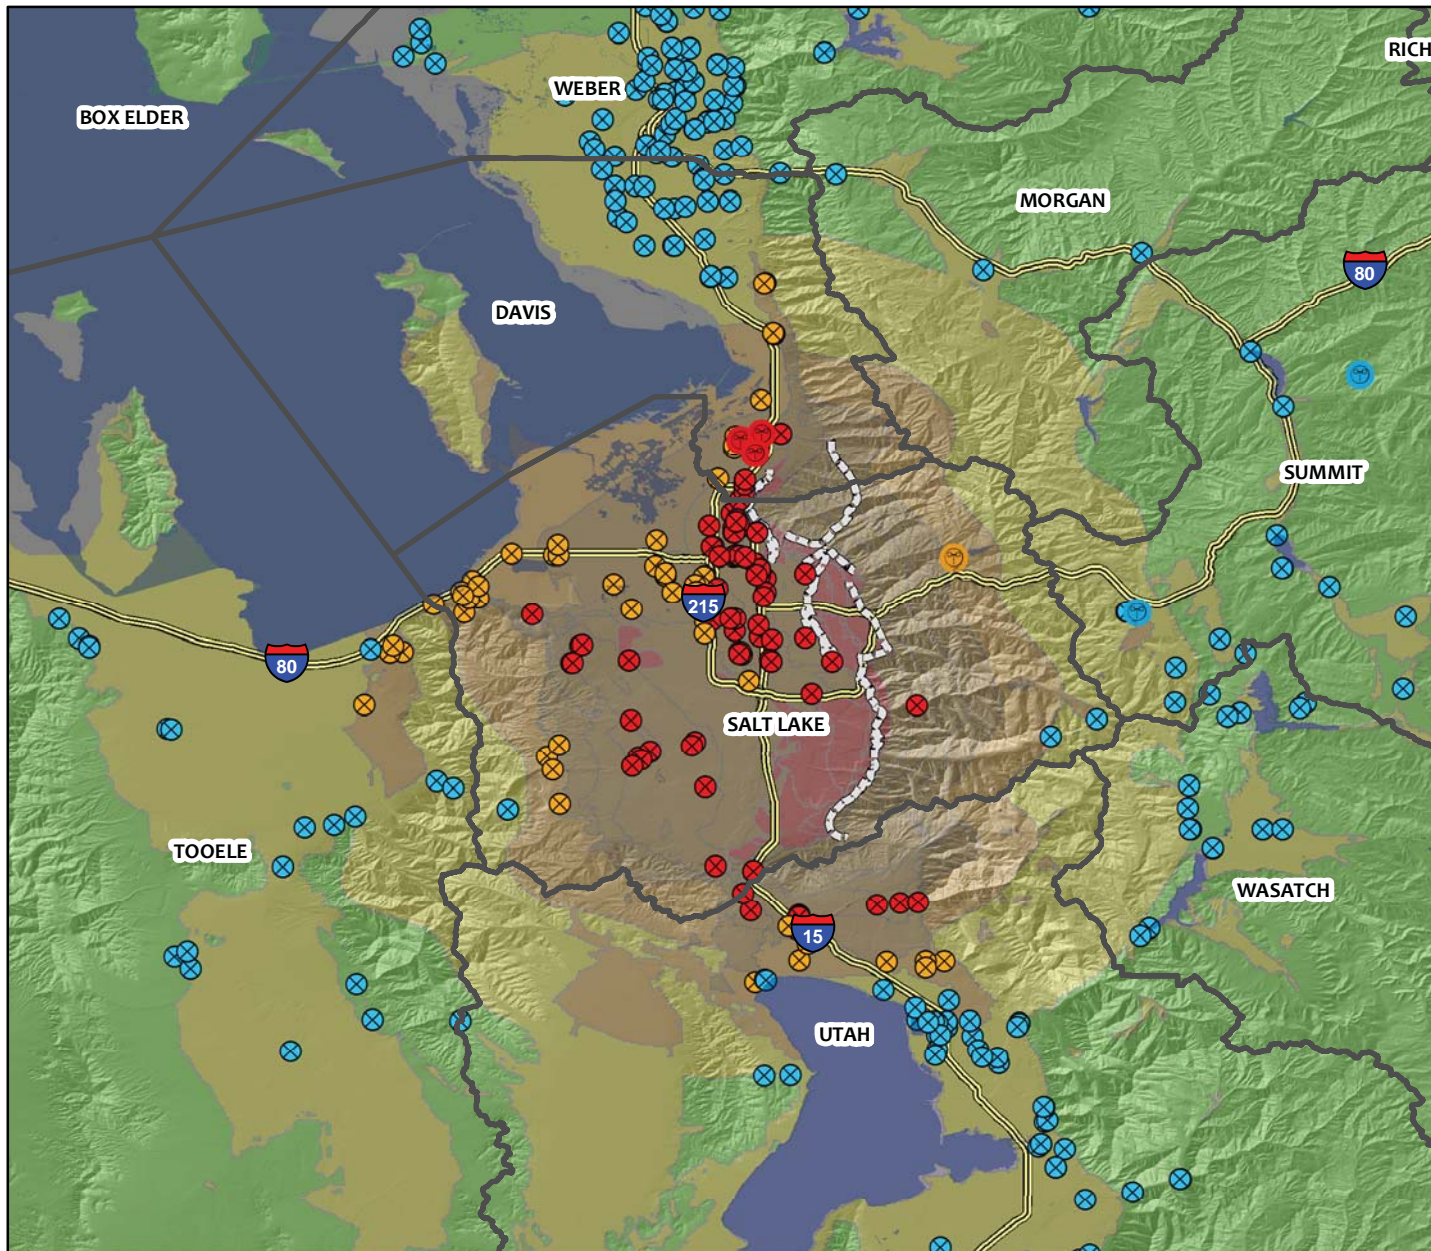 RICH
WEBER
BOX ELDER
MORGAN
80
DAVIS
SUMMIT
215
80
SALT LAKE
TOOELE
WASATCH
15
UTAH